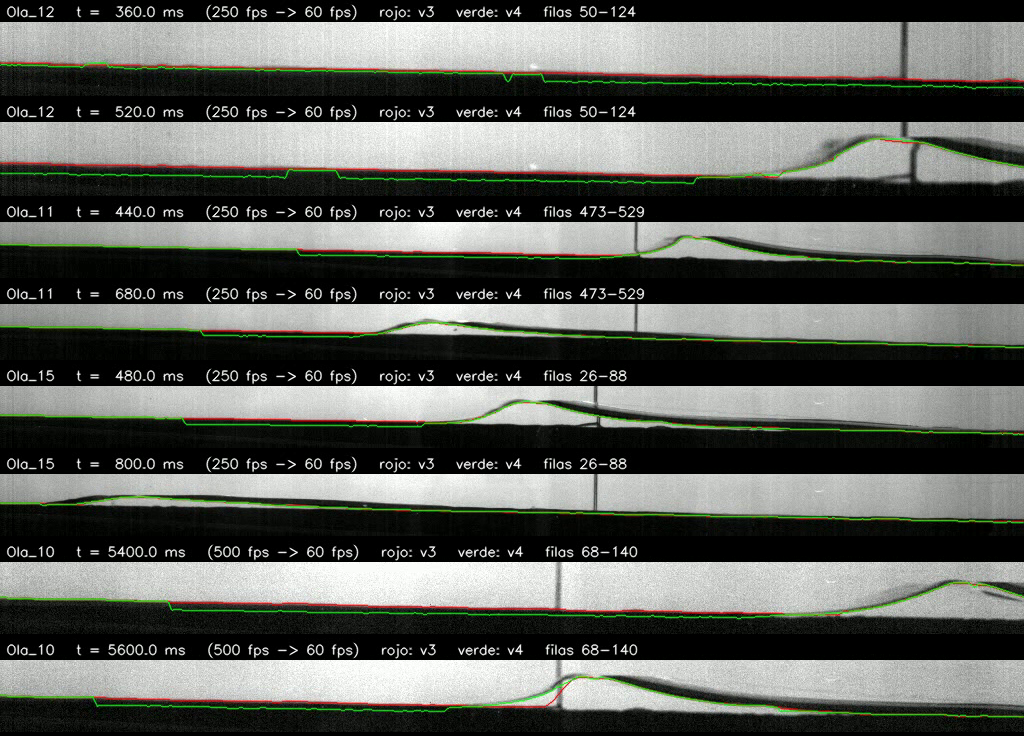 Ola_12 t = 360.0 ms (250 fps -> 60 fps) rojo: v3 verde: v4 filas 50-124
Ola_12 t = 520.0 ms (250 fps -> 60 fps) rojo: v3 verde: v4 filas 50-124
Ola_11 t = 440.0 ms (250 fps -> 60 fps) rojo: v3 verde: v4 filas 473-529
Ola_11 t = 680.0 ms (250 fps -> 60 fps) rojo: v3 verde: v4 filas 473-529
Ola_15 t = 480.0 ms (250 fps -> 60 fps) rojo: v3 verde: v4 filas 26-88
Ola_15 t = 800.0 ms (250 fps -> 60 fps) rojo: v3 verde: v4 filas 26-88
Ola_10 t = 5400.0 ms (500 fps -> 60 fps) rojo: v3 verde: v4 filas 68-140
Ola_10 t = 5600.0 ms (500 fps -> 60 fps) rojo: v3 verde: v4 filas 68-140